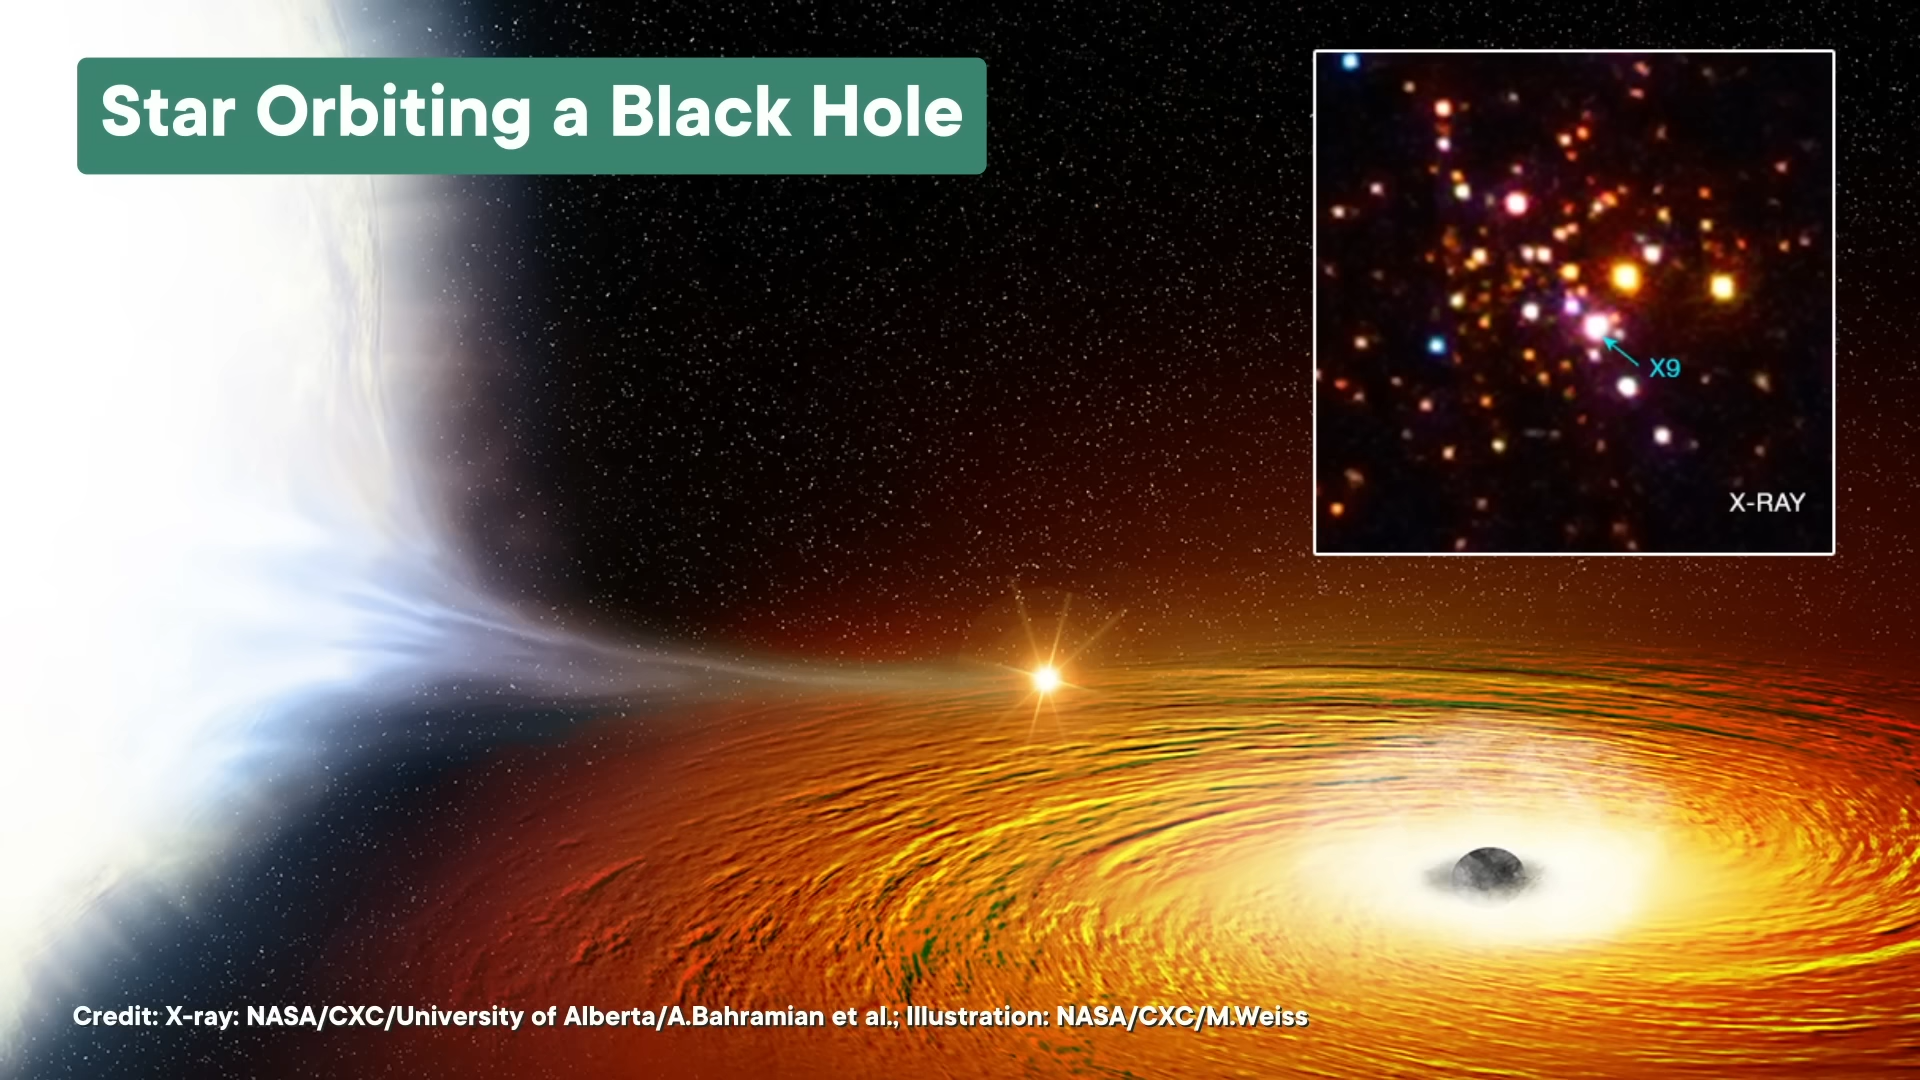 Star Orbiting a Black Hole
X9
X-RAY
Credit: X-ray: NASA/CXC/University of Alberta/A.Bahramian et al.; Illustration: NASA/CXC/M.Weiss